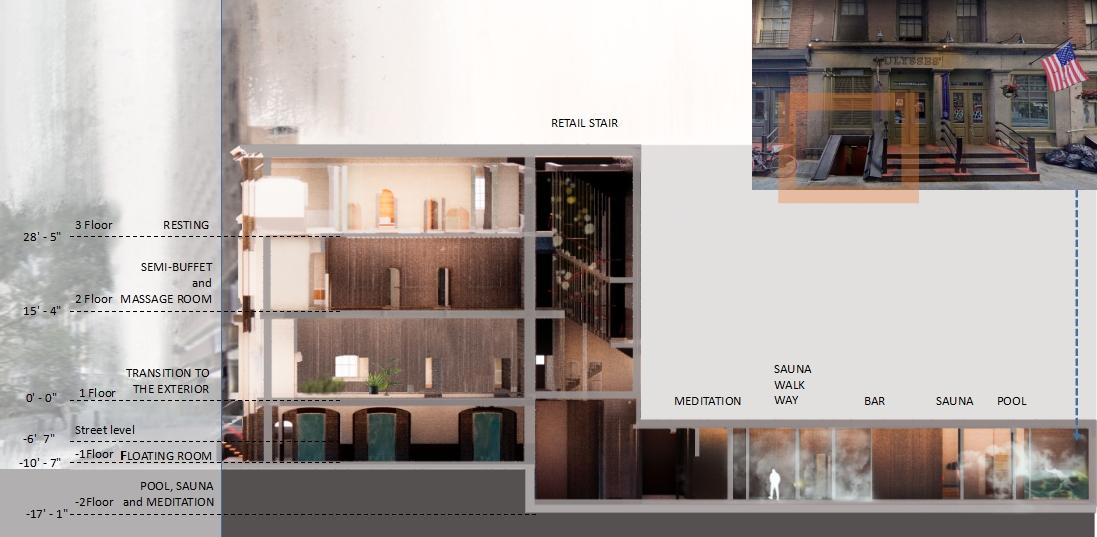 ULYSSES'
RETAIL STAIR
3 Floor RESTING
28' - 5"
SEMI-BUFFET
and
2 Floor MASSAGE ROOM
15' - 4"
TRANSITION TO
1 Floor THE EXTERIOR
0' - 0"
Street level
-6' 7"
-1Floor FLOATING ROOM
-10' - 7"
POOL, SAUNA
-2Floor and MEDITATION
-17' - 1"
MEDITATION
SAUNA
WALK
WAY
BAR
SAUNA
POOL